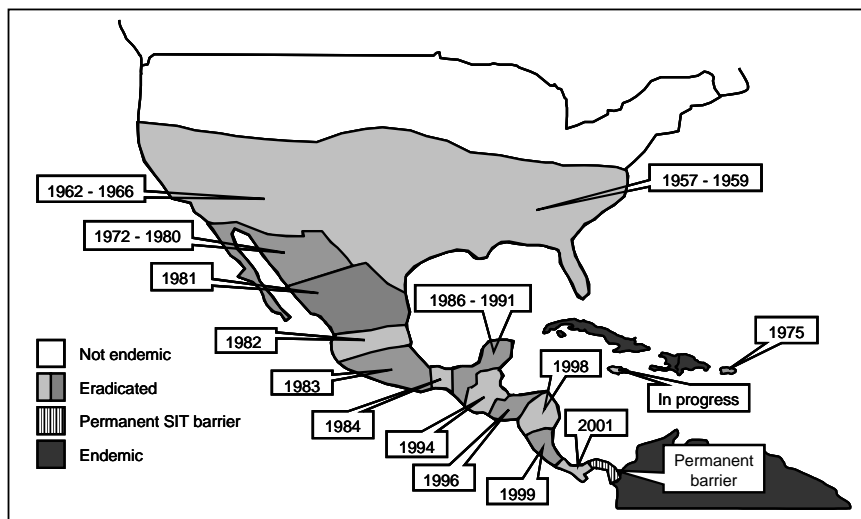 1962 - 1966
1957 - 1959
1972 - 1980
1981
1986 - 1991
1975
1982
Not endemic
1998
1983
Eradicated
In progress
1984
Permanent SIT barrier
2001
1994
Endemic
1996
Permanent
barrier
1999